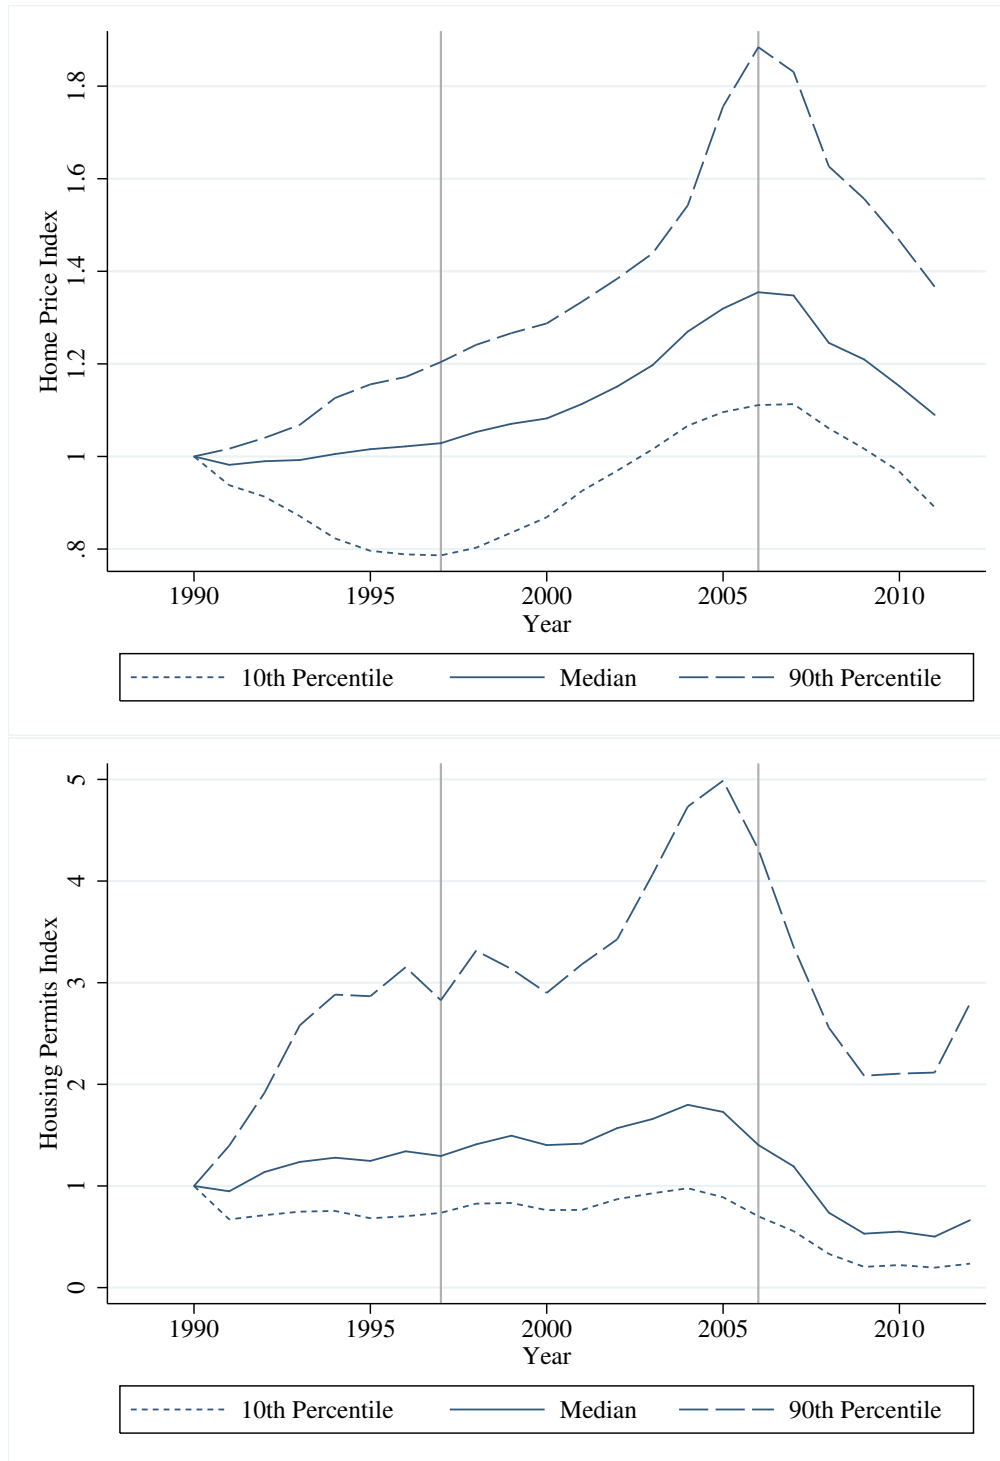 Home Price Index
1.8
1.6
1.4
1.2
1
.8
1990 1995 2000 2005 2010
Year
10th Percentile Median 90th Percentile
Housing Permits Index
5
4
3
2
1
0
1990 1995 2000 2005 2010
Year
10th Percentile Median 90th Percentile